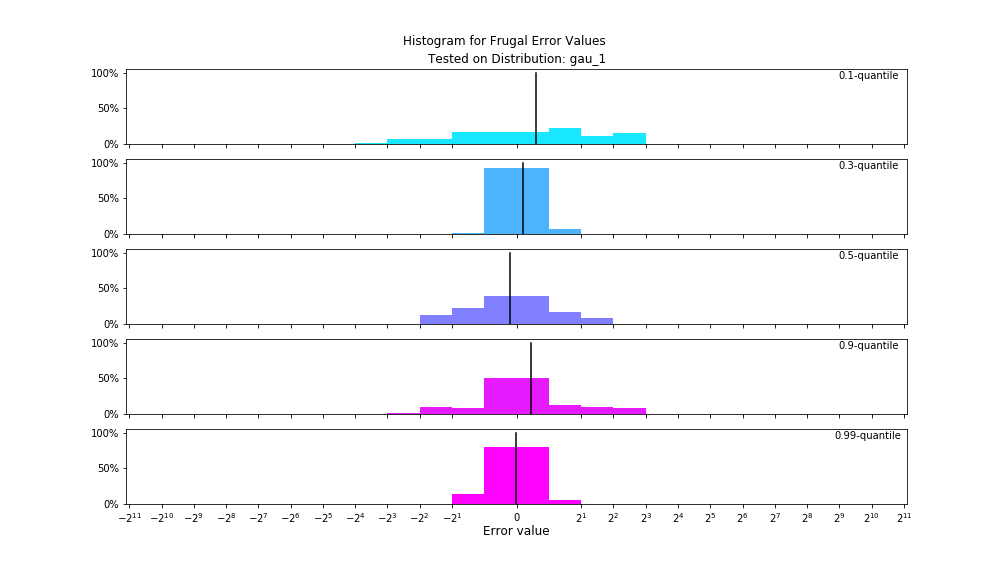 Histogram for Frugal Error Values
Tested on Distribution: gau_1
100%
50%
0%
0.1-quantile
100%
50%
0%
0.3-quantile
100%
50%
0%
0.5-quantile
100%
50%
0%
0.9-quantile
100%
50%
0%
0.99-quantile
−2¹¹ −2¹⁰ −2⁹ −2⁸ −2⁷ −2⁶ −2⁵ −2⁴ −2³ −2² −2¹ 0 2¹ 2² 2³ 2⁴ 2⁵ 2⁶ 2⁷ 2⁸ 2⁹ 2¹⁰ 2¹¹
Error value